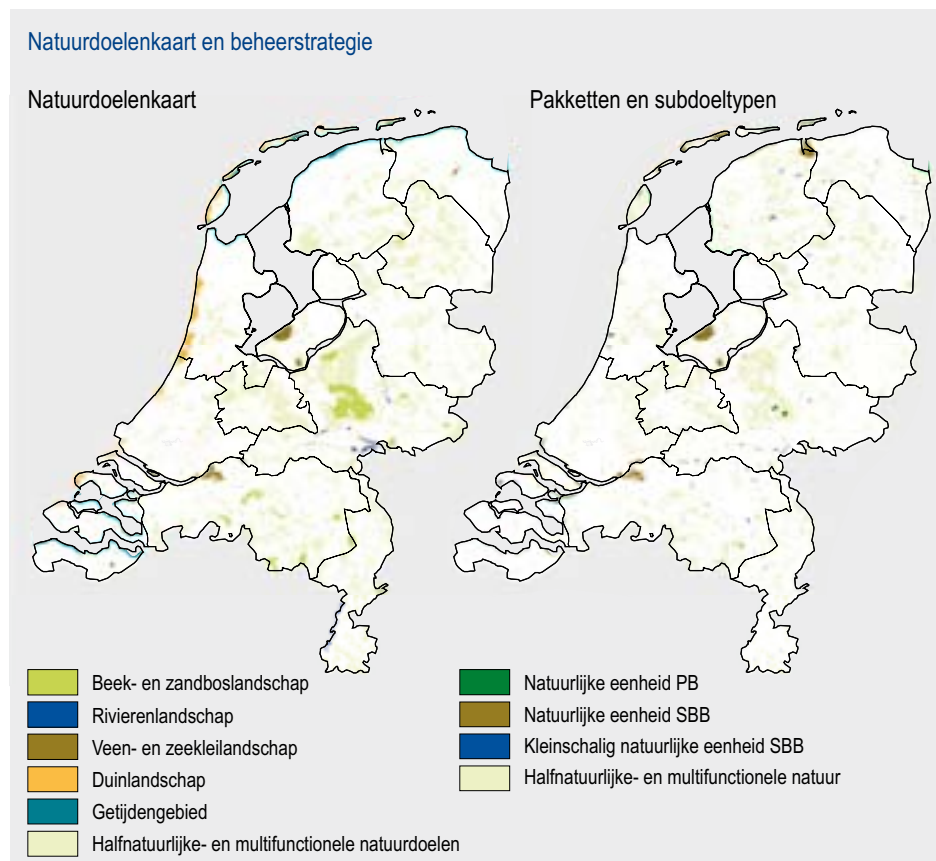 Natuurdoelenkaart en beheerstrategie
Natuurdoelenkaart
Pakketten en subdoeltypen
Beek- en zandboslandschap
Rivierenlandschap
Veen- en zeekleilandschap
Duinlandschap
Getijdengebied
Halfnatuurlijke- en multifunctionele natuurdoelen
Natuurlijke eenheid PB
Natuurlijke eenheid SBB
Kleinschalig natuurlijke eenheid SBB
Halfnatuurlijke- en multifunctionele natuur